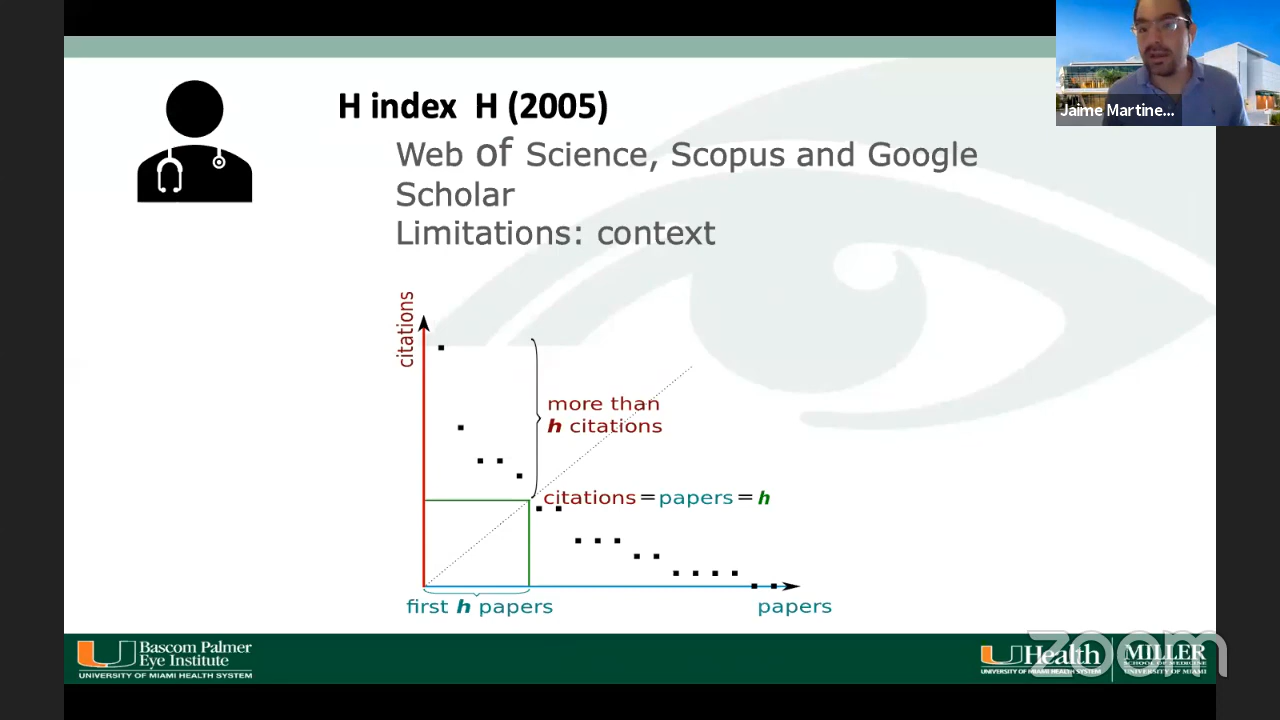 H index H (2005)
Web of Science, Scopus and Google
Scholar
Limitations: context
Jaime Martine...
citations
more than
h citations
citations = papers = h
first h papers
papers
Bascom Palmer
Eye Institute
UNIVERSITY OF MIAMI HEALTH SYSTEM
UHealth
UNIVERSITY OF MIAMI HEALTH SYSTEM
MILLER
SCHOOL OF MEDICINE
UNIVERSITY OF MIAMI
zoom